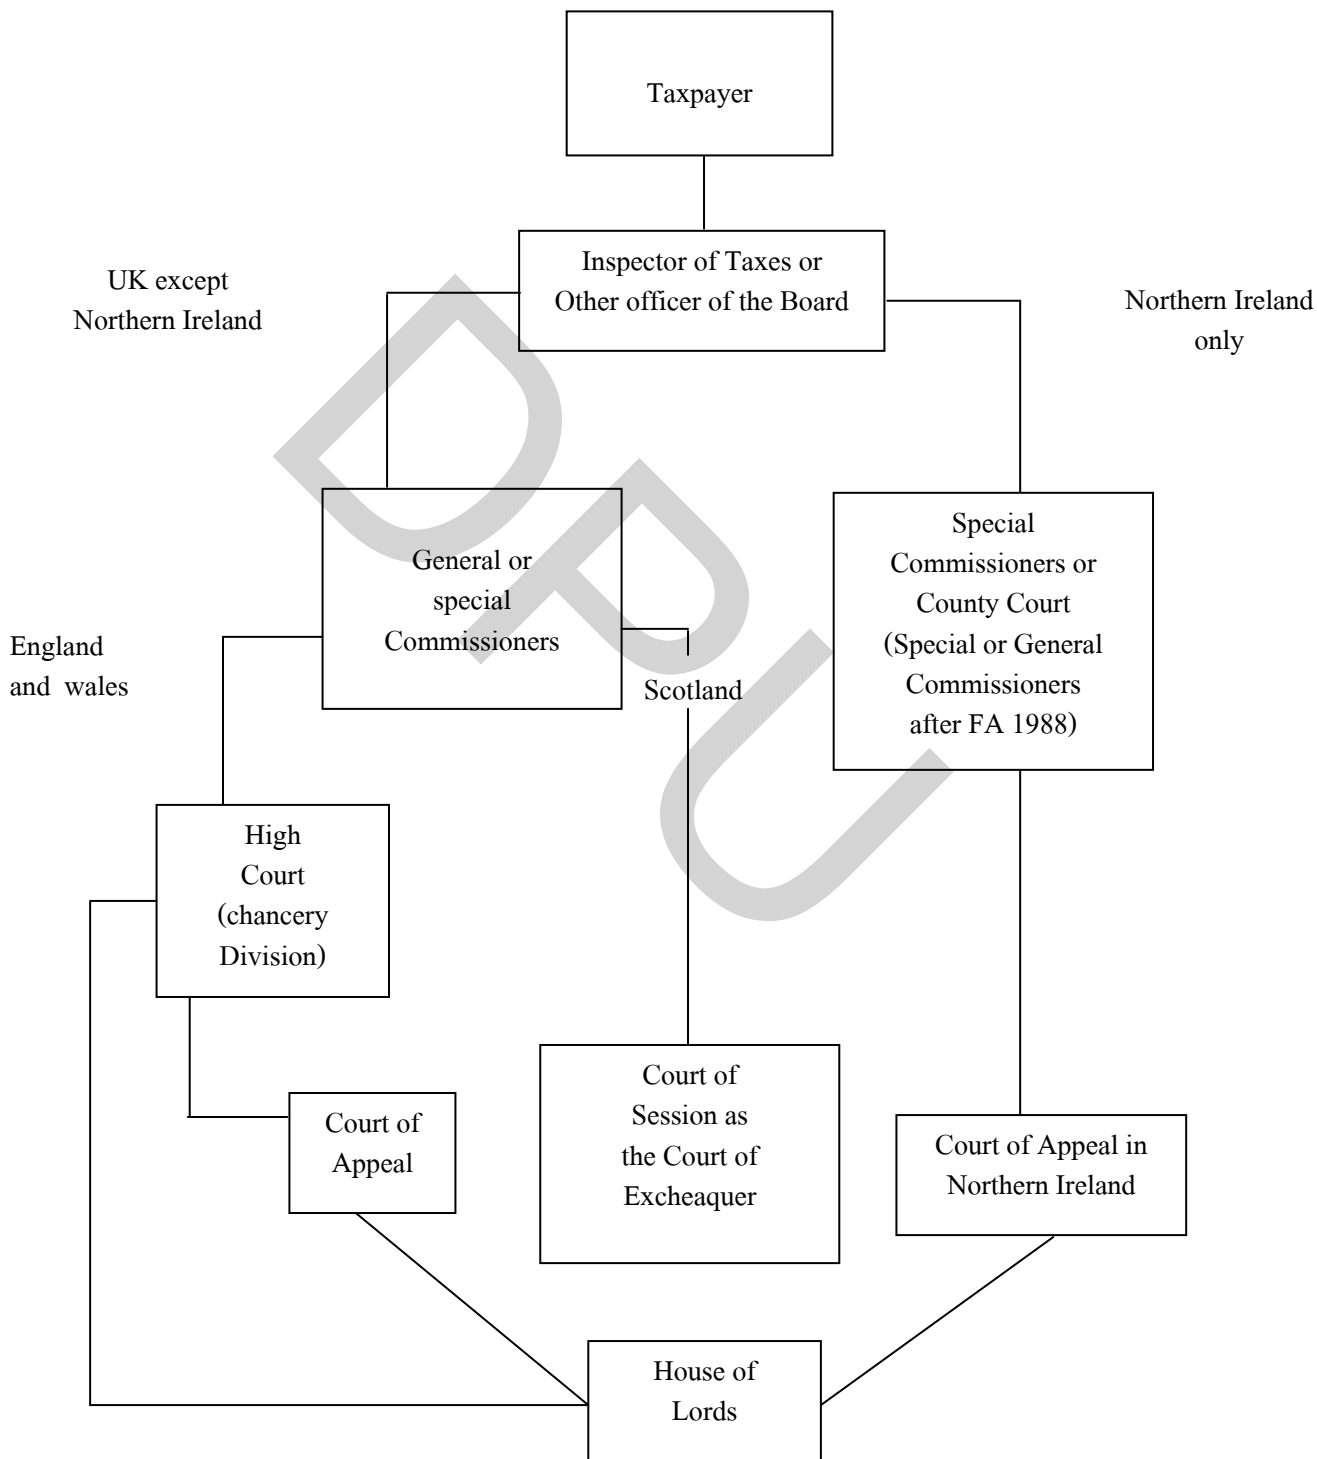 Taxpayer
Inspector of Taxes or
Other officer of the Board
UK except
Northern Ireland
Northern Ireland
only
General or
special
Commissioners
Special
Commissioners or
County Court
(Special or General
Commissioners
after FA 1988)
England
and wales
Scotland
High
Court
(chancery
Division)
Court of
Appeal
Court of
Session as
the Court of
Excheaquer
Court of Appeal in
Northern Ireland
House of
Lords
DPU